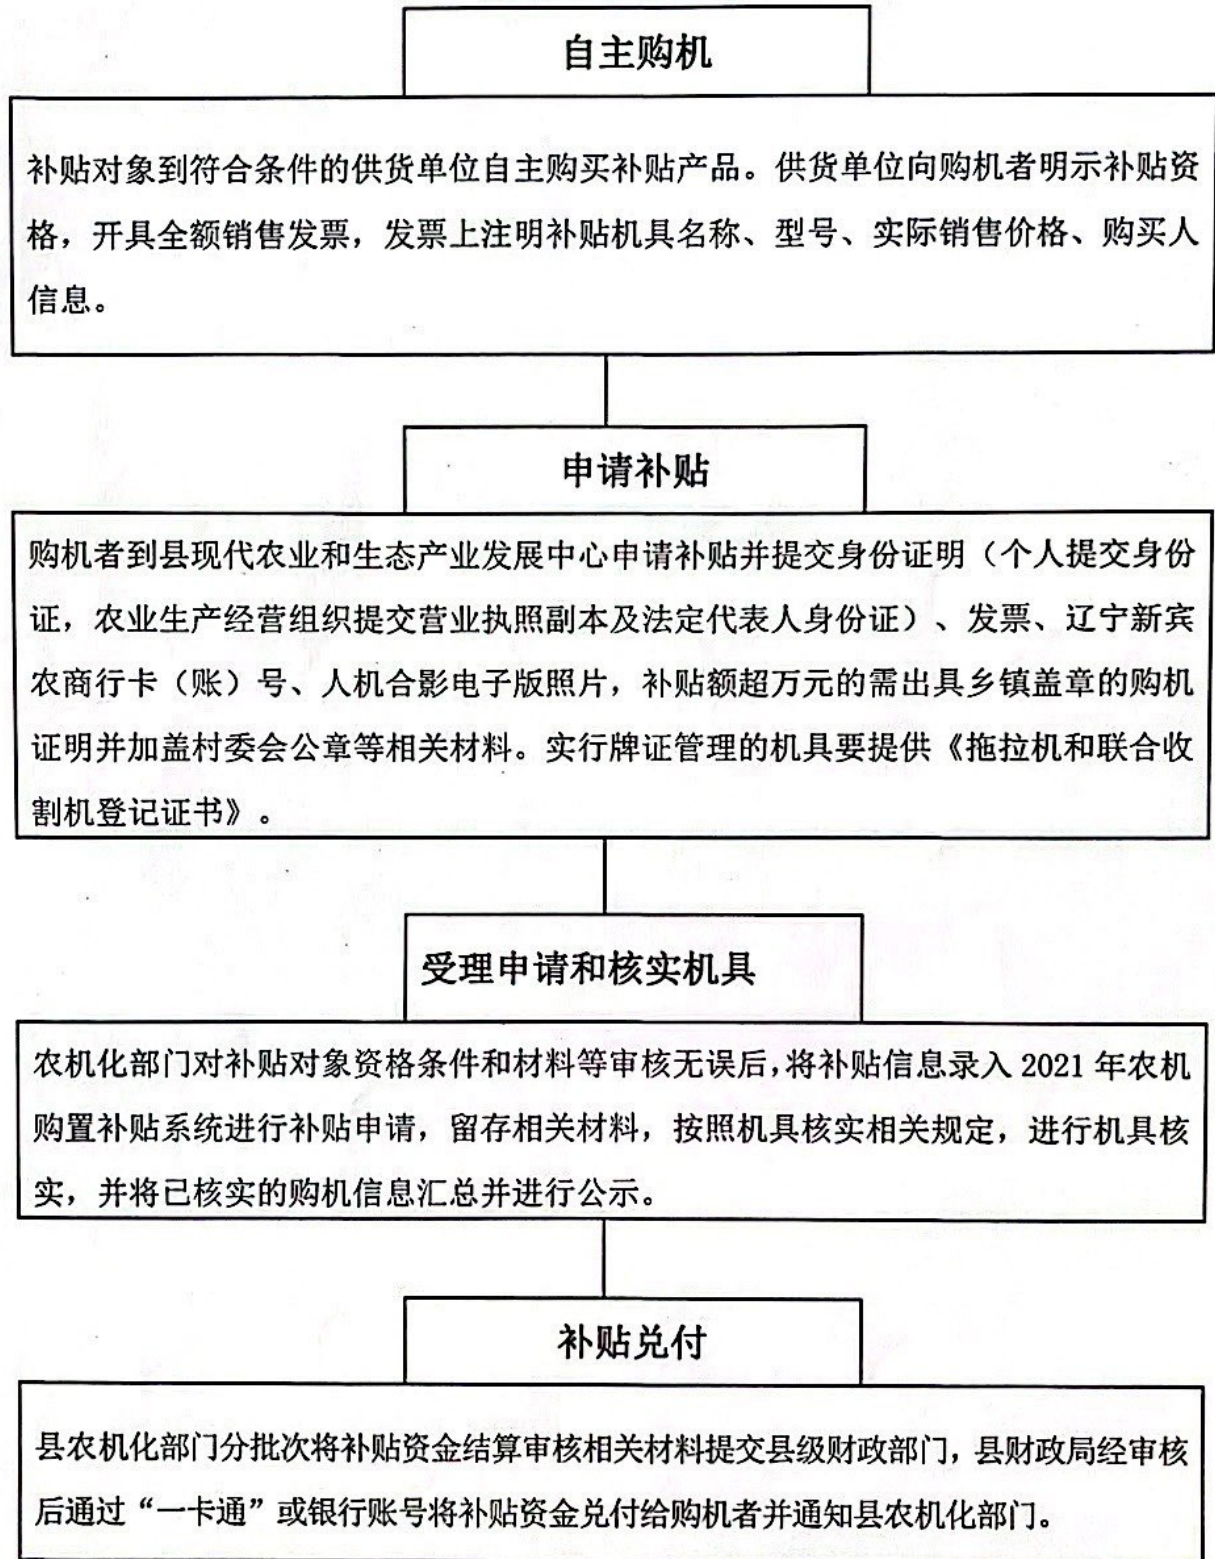 自主购机
补贴对象到符合条件的供货单位自主购买补贴产品。供货单位向购机者明示补贴资
格，开具全额销售发票，发票上注明补贴机具名称、型号、实际销售价格、购买人
信息。
申请补贴
购机者到县现代农业和生态产业发展中心申请补贴并提交身份证明（个人提交身份
证，农业生产经营组织提交营业执照副本及法定代表人身份证）、发票、辽宁新宾
农商行卡（账）号、人机合影电子版照片，补贴额超万元的需出具乡镇盖章的购机
证明并加盖村委会公章等相关材料。实行牌证管理的机具要提供《拖拉机和联合收
割机登记证书》。
受理申请和核实机具
农机化部门对补贴对象资格条件和材料等审核无误后,将补贴信息录入 2021 年农机
购置补贴系统进行补贴申请，留存相关材料，按照机具核实相关规定，进行机具核
实，并将已核实的购机信息汇总并进行公示。
补贴兑付
县农机化部门分批次将补贴资金结算审核相关材料提交县级财政部门，县财政局经审核
后通过“一卡通”或银行账号将补贴资金兑付给购机者并通知县农机化部门。